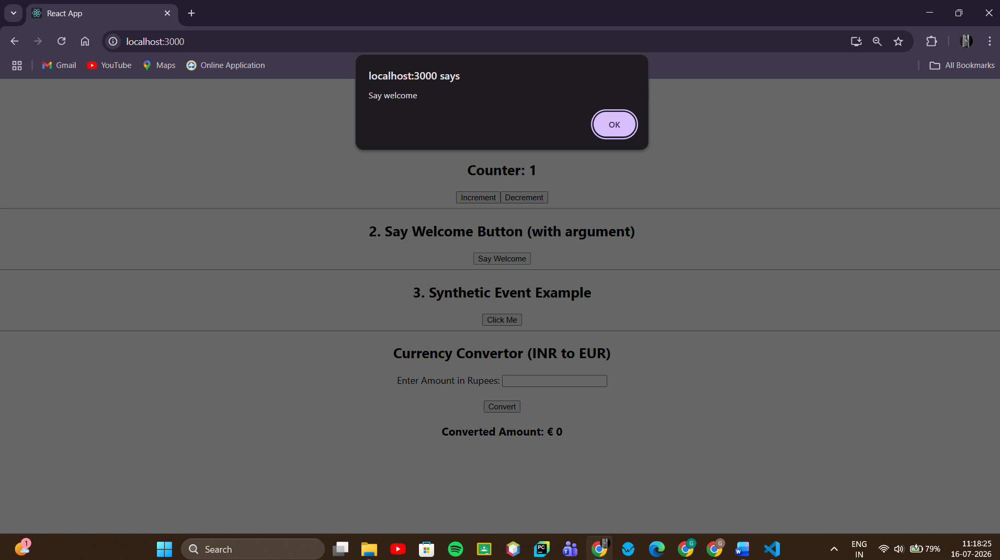 React App
localhost:3000
Gmail
YouTube
Maps
Online Application
All Bookmarks
localhost:3000 says
Say welcome
OK
Counter: 1
Increment
Decrement
2. Say Welcome Button (with argument)
Say Welcome
3. Synthetic Event Example
Click Me
Currency Convertor (INR to EUR)
Enter Amount in Rupees:
Convert
Converted Amount: € 0
1
Search
PC
T
G
G
W
ENG
IN
79%
11:18:25
16-07-2026